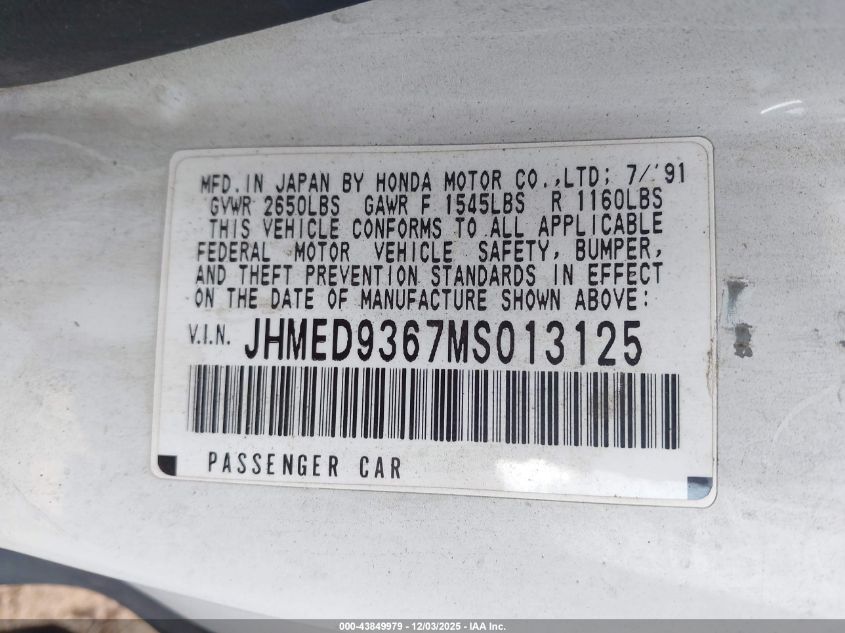 MFD. IN JAPAN BY HONDA MOTOR CO.,LTD; 7/'91
GVWR 2650LBS GAWR F 1545LBS R 1160LBS
THIS VEHICLE CONFORMS TO ALL APPLICABLE
FEDERAL MOTOR VEHICLE SAFETY, BUMPER,
AND THEFT PREVENTION STANDARDS IN EFFECT
ON THE DATE OF MANUFACTURE SHOWN ABOVE:
V.I.N. JHMED9367MS013125
PASSENGER CAR
000-43849979 - 12/03/2025 - IAA Inc.